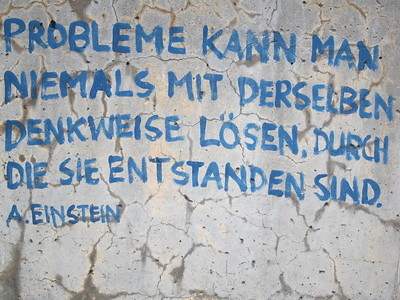 PROBLEME KANN MAN
NIEMALS MIT DERSELBEN
DENKWEISE LÖSEN, DURCH
DIE SIE ENTSTANDEN SIND.
A. EINSTEIN